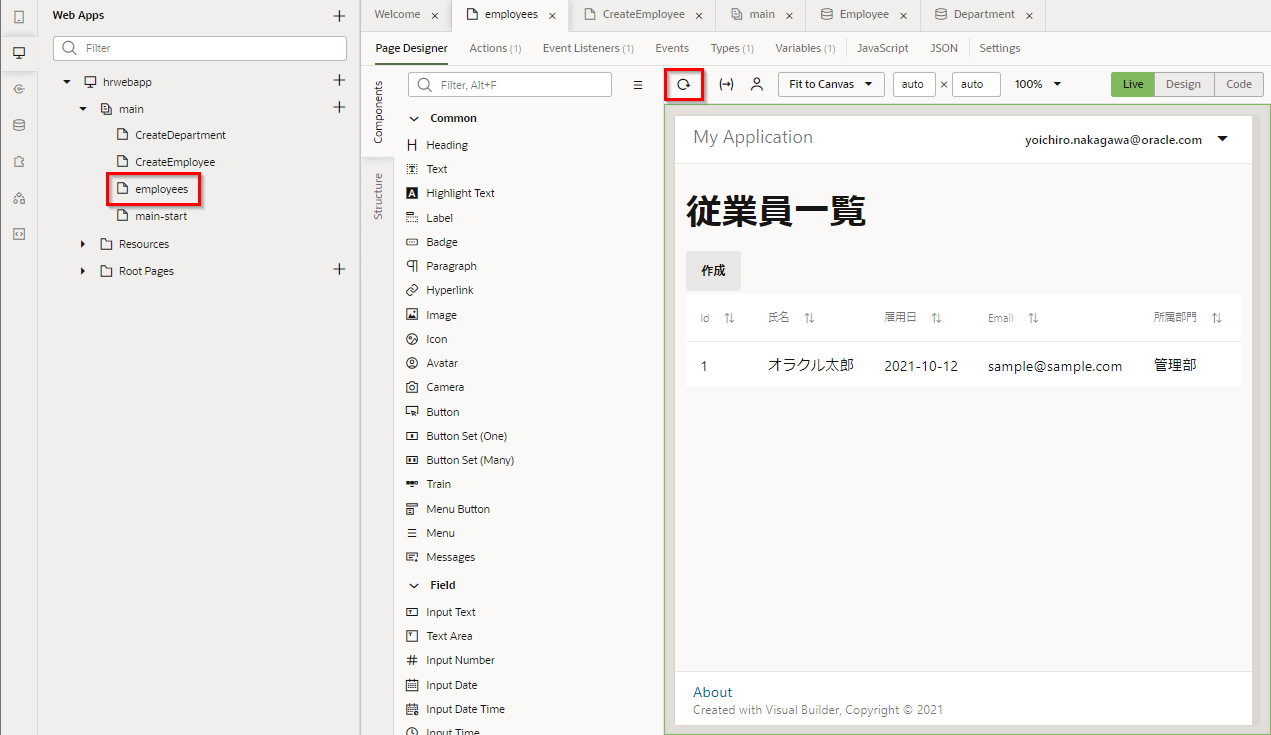 Web Apps
Filter
hrwebapp
main
CreateDepartment
CreateEmployee
employees
main-start
Resources
Root Pages
Welcome × employees × CreateEmployee × main × Employee × Department ×
Page Designer Actions (1) Event Listeners (1) Events Types (1) Variables (1) JavaScript JSON Settings
Components
Structure
Filter, Alt+F
Fit to Canvas auto × auto 100% Live Design Code
Common
Heading
Text
Highlight Text
Label
Badge
Paragraph
Hyperlink
Image
Icon
Avatar
Camera
Button
Button Set (One)
Button Set (Many)
Train
Menu Button
Menu
Messages
Field
Input Text
Text Area
Input Number
Input Date
Input Date Time
Input Time
My Application yoichiro.nakagawa@oracle.com
従業員一覧
作成
Id 氏名 雇用日 Email 所属部門
1 オラクル太郎 2021-10-12 sample@sample.com 管理部
About
Created with Visual Builder, Copyright © 2021